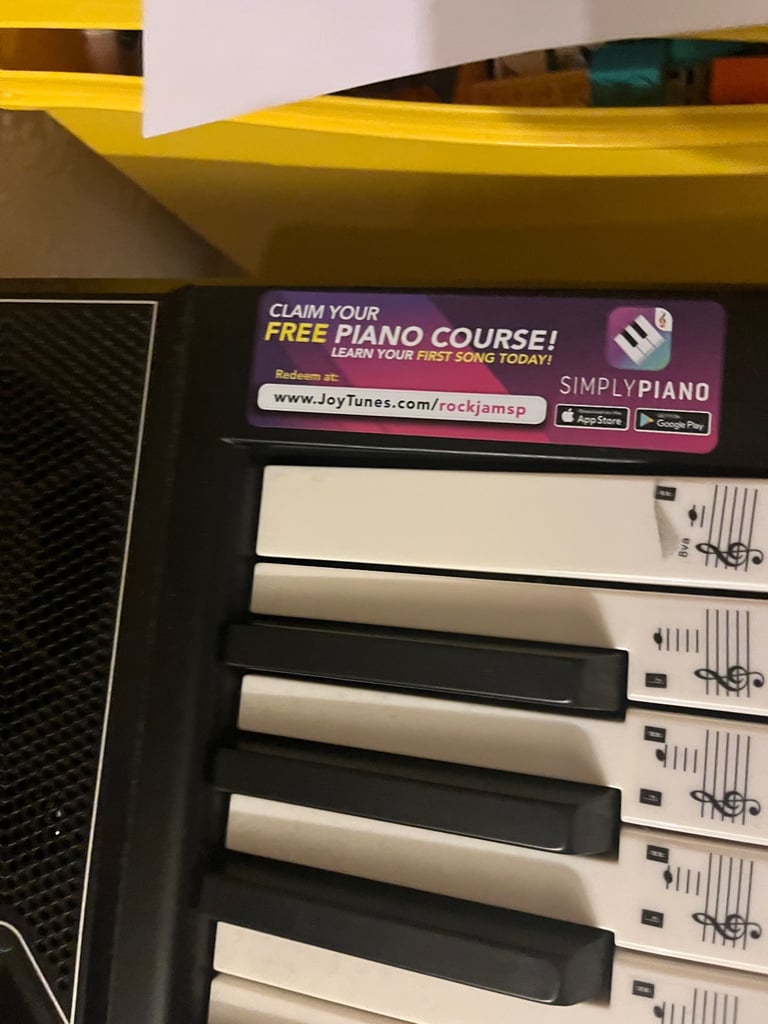 CLAIM YOUR
FREE PIANO COURSE!
LEARN YOUR FIRST SONG TODAY!
Redeem at:
www.JoyTunes.com/rockjamsp
SIMPLYPIANO
App Store
Google Play
8va